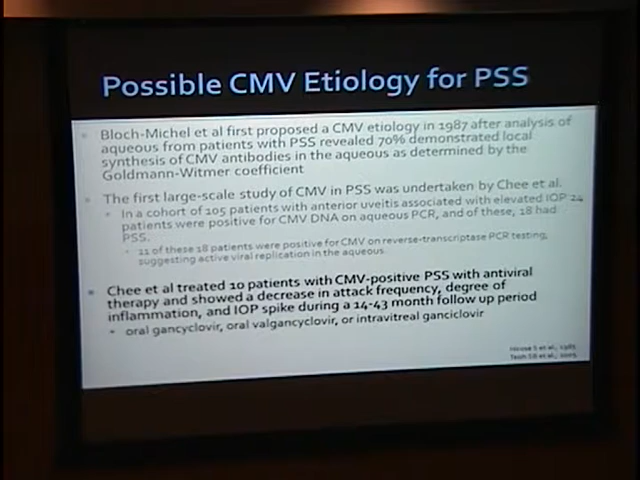 Possible CMV Etiology for PSS
Bloch-Michel et al first proposed a CMV etiology in 1987 after analysis of
aqueous from patients with PSS revealed 70% demonstrated local
synthesis of CMV antibodies in the aqueous as determined by the
Goldmann-Witmer coefficient
The first large-scale study of CMV in PSS was undertaken by Chee et al.
In a cohort of 105 patients with anterior uveitis associated with elevated IOP 24
patients were positive for CMV DNA on aqueous PCR, and of these, 18 had
PSS.
11 of these 18 patients were positive for CMV on reverse-transcriptase PCR testing,
suggesting active viral replication in the aqueous
Chee et al treated 10 patients with CMV-positive PSS with antiviral
therapy and showed a decrease in attack frequency, degree of
inflammation, and IOP spike during a 14-43 month follow up period
oral gancyclovir, oral valgancyclovir, or intravitreal ganciclovir
et al.,
et al.,